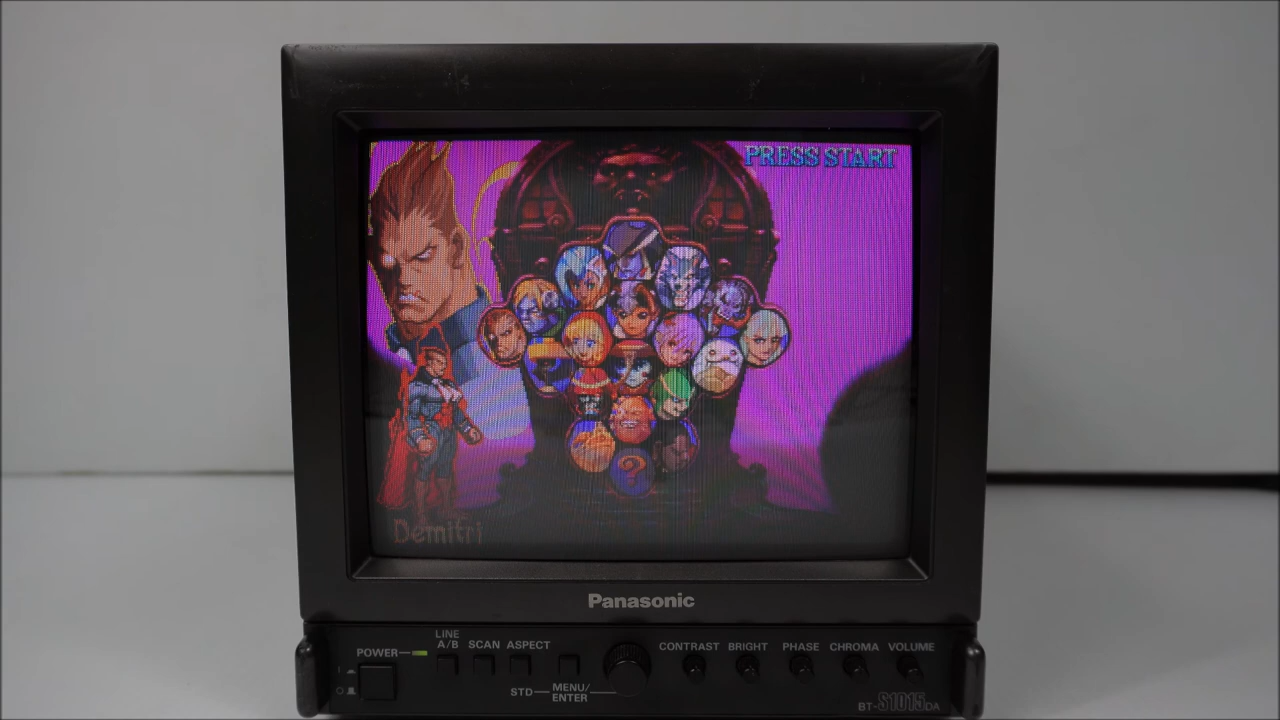 PRESS START
?
Demitri
Panasonic
POWER
LINE
A/B
SCAN
ASPECT
STD
MENU/
ENTER
CONTRAST
BRIGHT
PHASE
CHROMA
VOLUME
BT-S1015DA